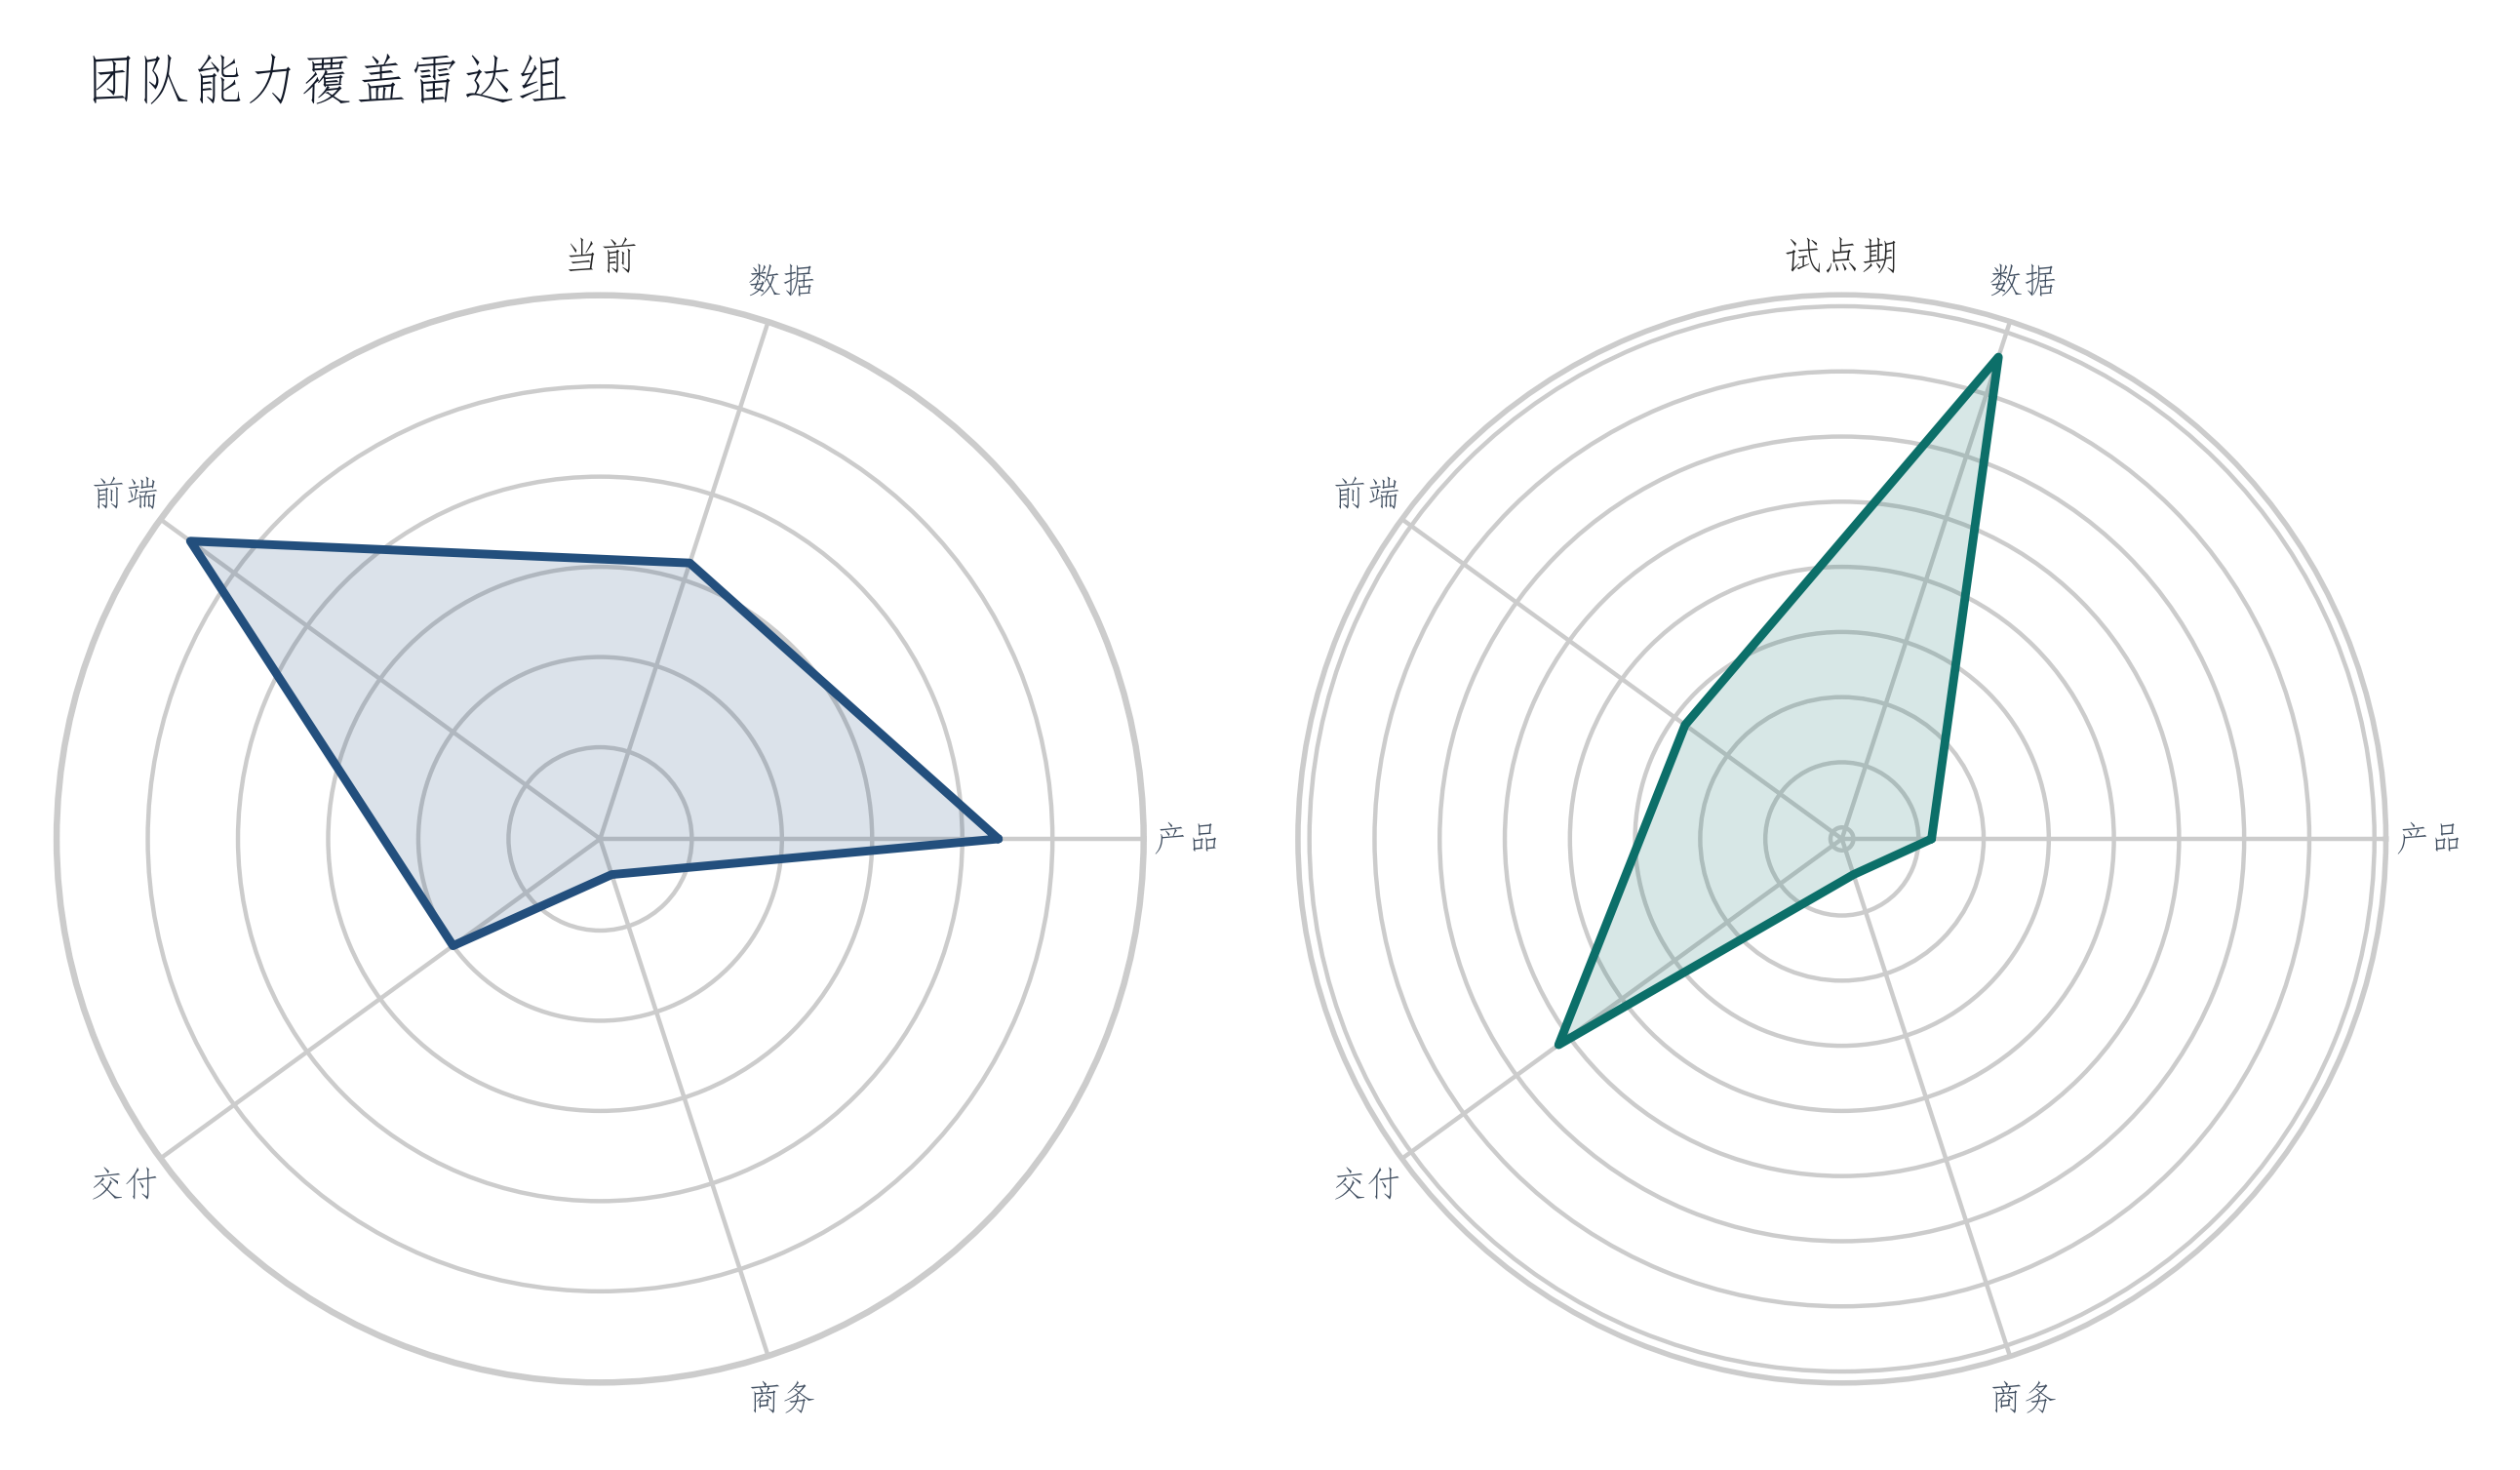 团队能力覆盖雷达组
当前
数据
前端
产品
交付
商务
试点期
数据
前端
产品
交付
商务